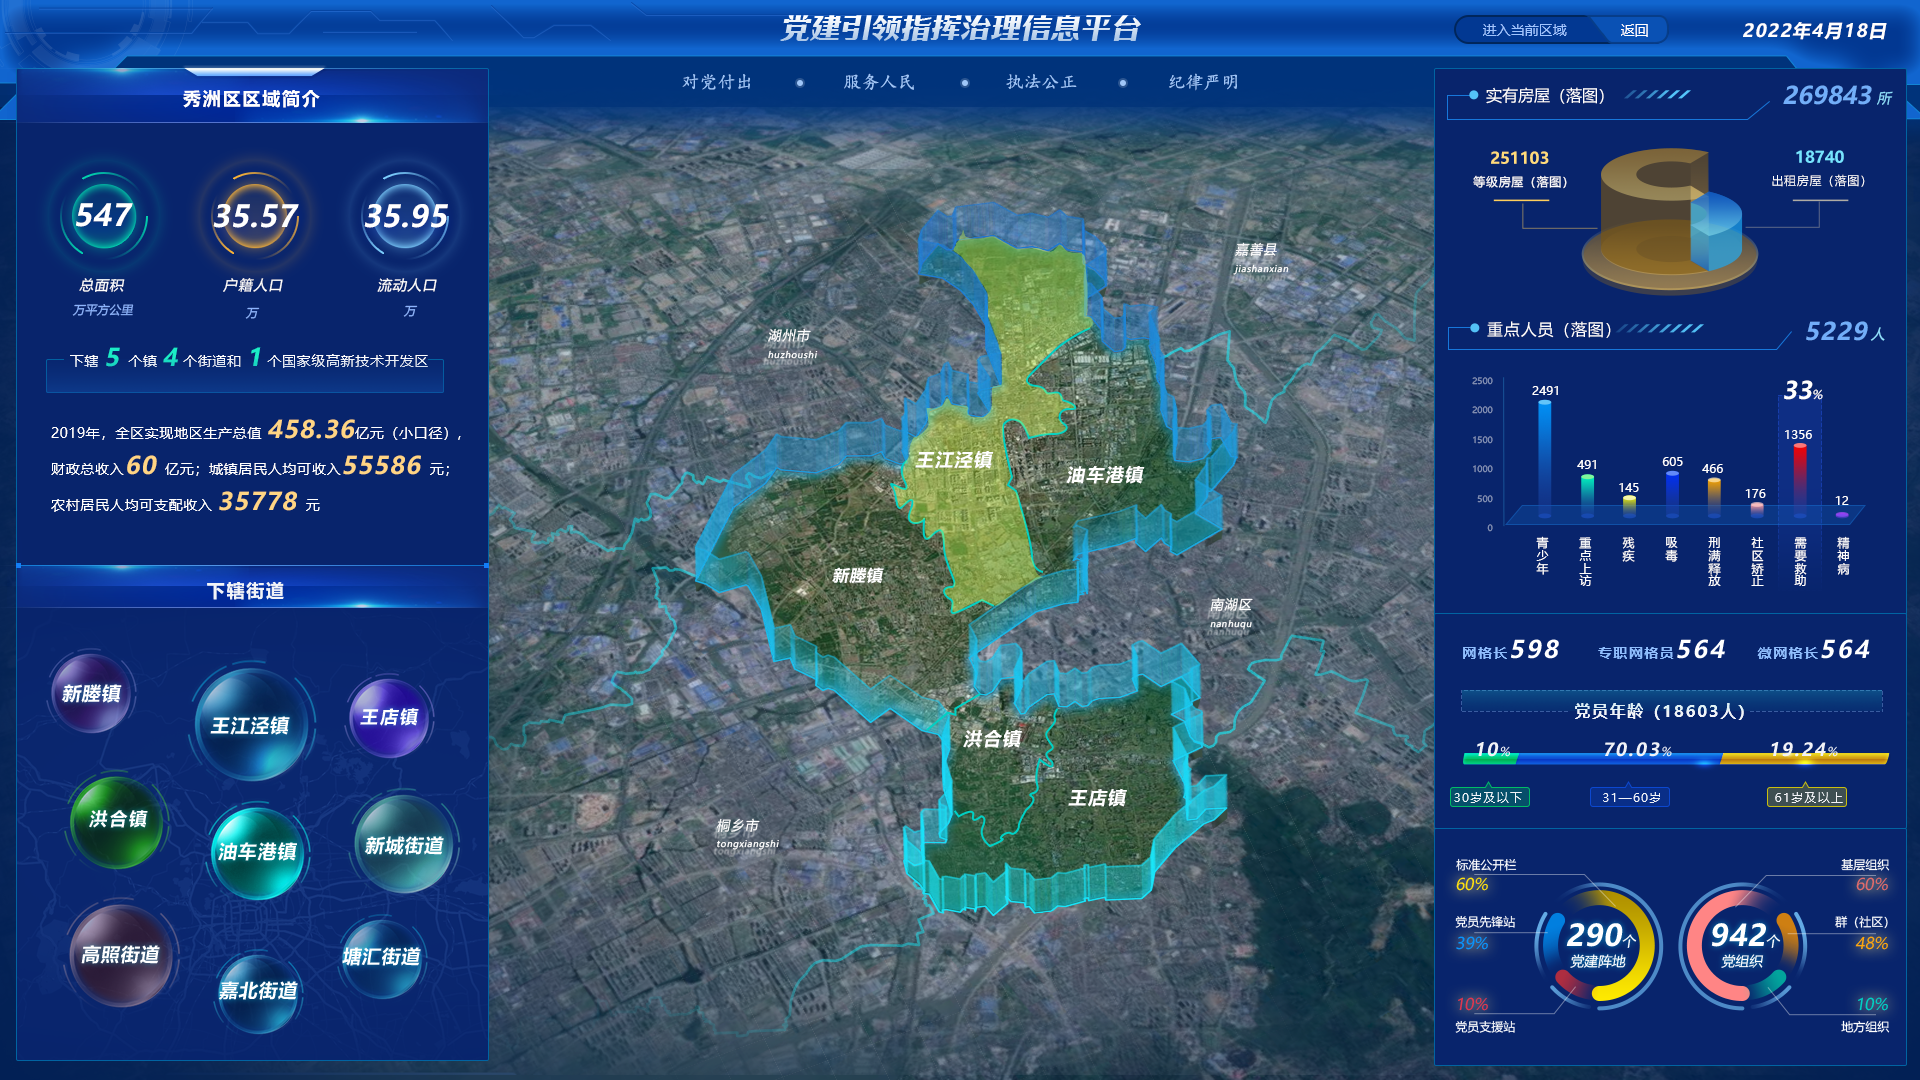 党建引领指挥治理信息平台
进入当前区域
返回
2022年4月18日
对党付出
服务人民
执法公正
纪律严明
秀洲区区域简介
547
35.57
35.95
总面积
户籍人口
流动人口
万平方公里
万
万
下辖 5 个镇 4 个街道和 1 个国家级高新技术开发区
2019年，全区实现地区生产总值 458.36亿元（小口径）,
财政总收入60 亿元；城镇居民人均可收入55586 元；
农村居民人均可支配收入 35778 元
下辖街道
新塍镇
王江泾镇
王店镇
洪合镇
油车港镇
新城街道
高照街道
嘉北街道
塘汇街道
嘉善县
jiashanxian
湖州市
huzhoushi
王江泾镇
油车港镇
新塍镇
南湖区
nanhuqu
洪合镇
王店镇
桐乡市
tongxiangshi
实有房屋（落图）
269843 所
251103
等级房屋（落图）
18740
出租房屋（落图）
重点人员（落图）
5229 人
33%
2500
2000
1500
1000
500
0
2491
491
145
605
466
176
1356
12
青少年
重点上访
残疾
吸毒
刑满释放
社区矫正
需要救助
精神病
网格长598
专职网格员564
微网格长564
党员年龄（18603人）
10%
70.03%
19.24%
30岁及以下
31—60岁
61岁及以上
标准公开栏
60%
党员先锋站
39%
10%
党员支援站
290个
党建阵地
942个
党组织
基层组织
60%
群（社区）
48%
10%
地方组织